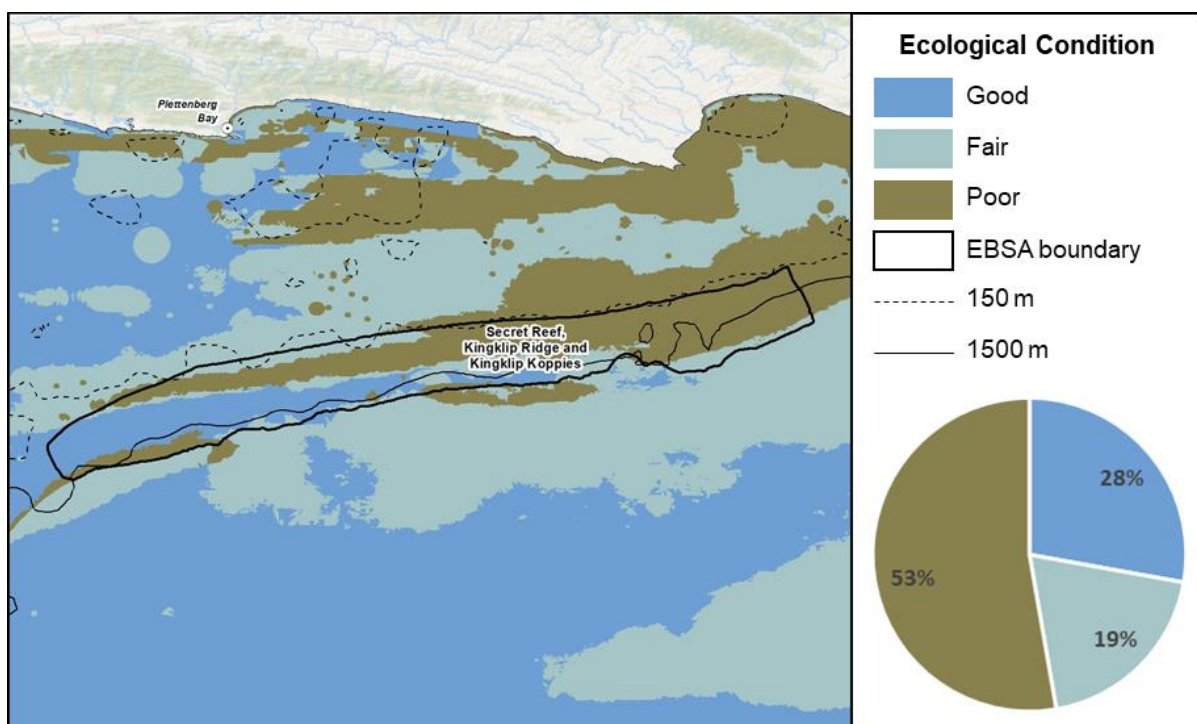 Plettenberg
Bay
Secret Reef,
Kingklip Ridge and
Kingklip Koppies
Ecological Condition
Good
Fair
Poor
EBSA boundary
150 m
1500 m
28%
53%
19%